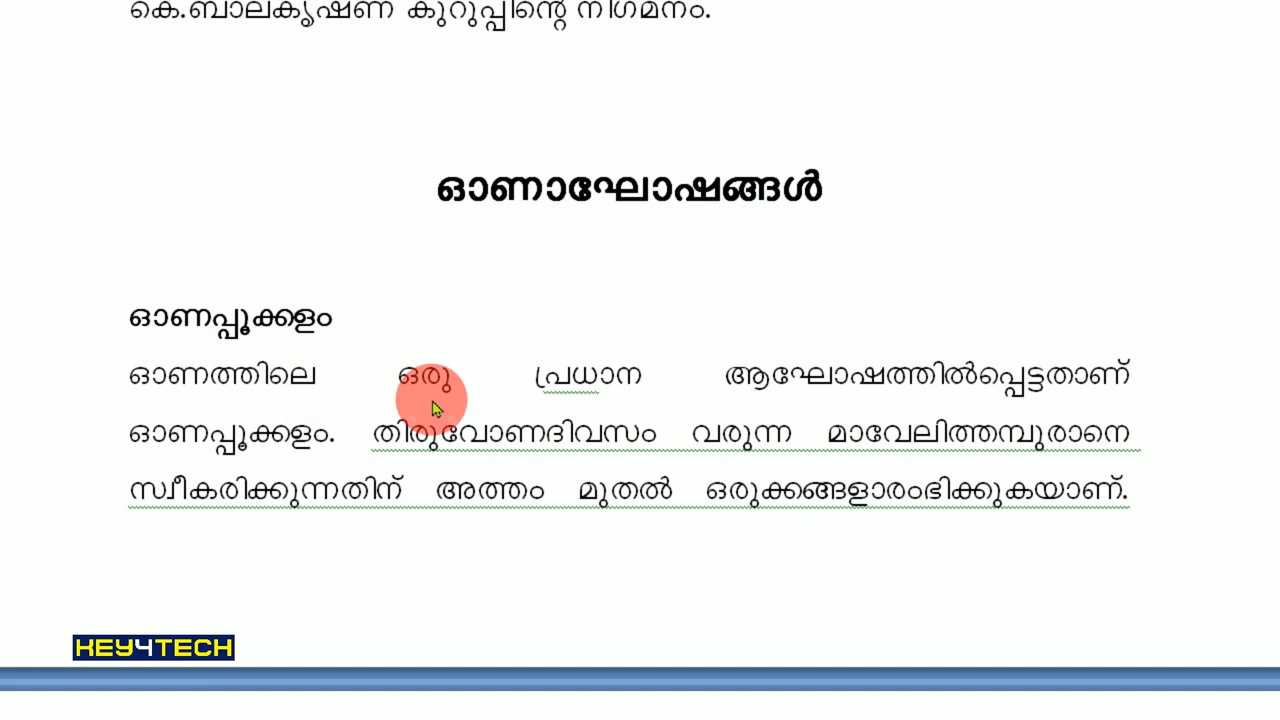 കെ.ബാലകൃഷ്ണ കുറുപ്പിന്റെ നിഗമനം.
ഓണാഘോഷങ്ങൾ
ഓണപ്പൂക്കളം
ഓണത്തിലെ ഒരു പ്രധാന ആഘോഷത്തിൽപ്പെട്ടതാണ്
ഓണപ്പൂക്കളം. തിരുവോണദിവസം വരുന്ന മാവേലിത്തമ്പുരാനെ
സ്വീകരിക്കുന്നതിന് അത്തം മുതൽ ഒരുക്കങ്ങളാരംഭിക്കുകയാണ്.
KEY4TECH